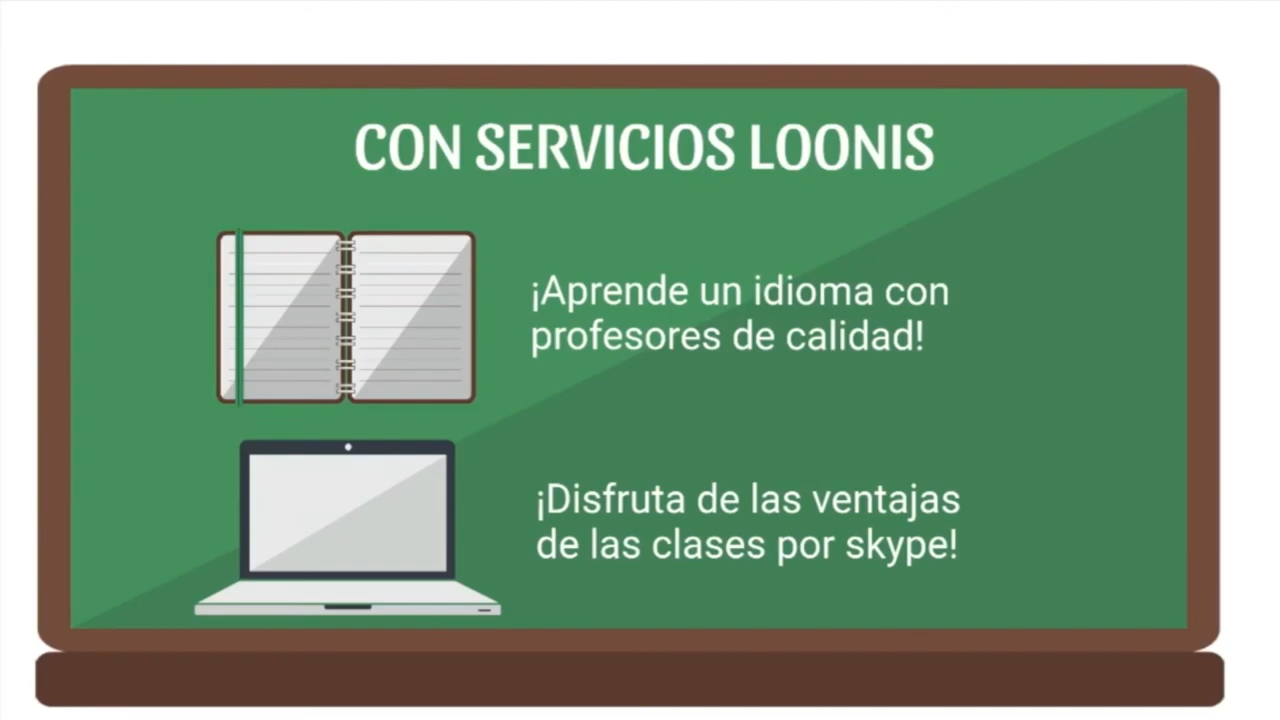 CON SERVICIOS LOONIS
¡Aprende un idioma con
profesores de calidad!
¡Disfruta de las ventajas
de las clases por skype!